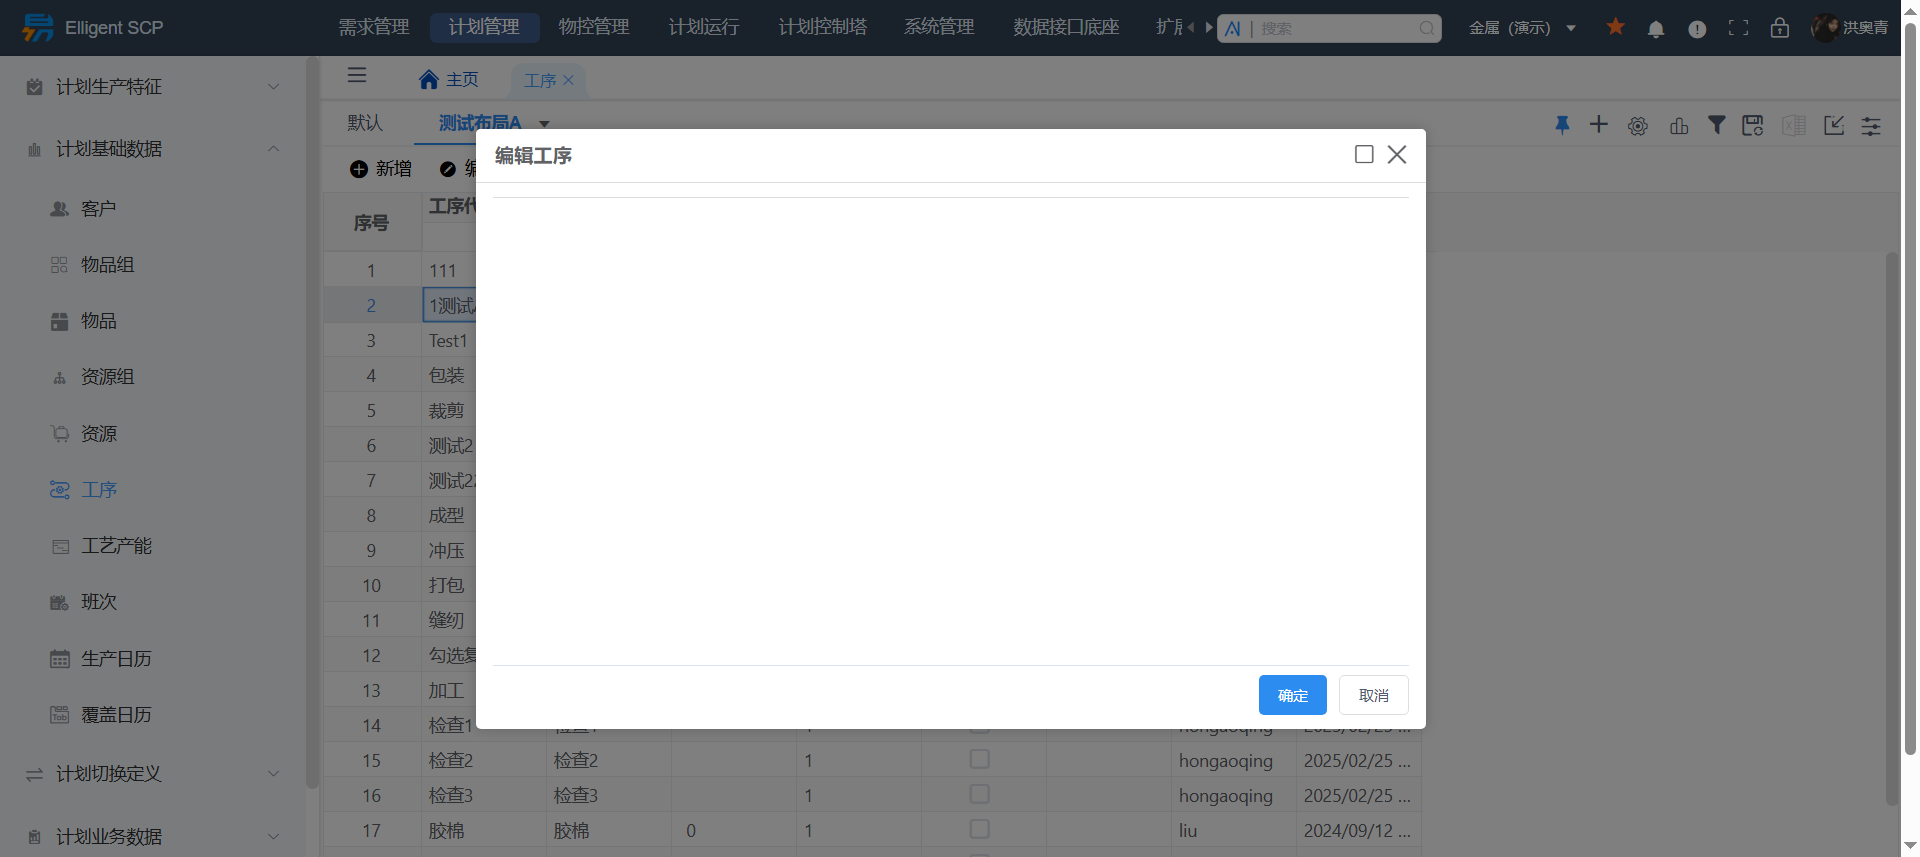 Elligent SCP
需求管理
计划管理
物控管理
计划运行
计划控制塔
系统管理
数据接口底座
AI | 搜索
金属（演示）
洪奥青
计划生产特征
计划基础数据
客户
物品组
物品
资源组
资源
工序
工艺产能
班次
生产日历
覆盖日历
计划切换定义
计划业务数据
主页
工序
默认
测试布局A
新增
编辑工序
序号
工序
1 111
2 1测试
3 Test1
4 包装
5 裁剪
6 测试2
7 测试2
8 成型
9 冲压
10 打包
11 缝纫
12 勾选
13 加工
14 检查1 检查1 1 hongaoqing 2025/02/25 ...
15 检查2 检查2 1 hongaoqing 2025/02/25 ...
16 检查3 检查3 1 hongaoqing 2025/02/25 ...
17 胶棉 胶棉 0 1 liu 2024/09/12 ...
确定
取消